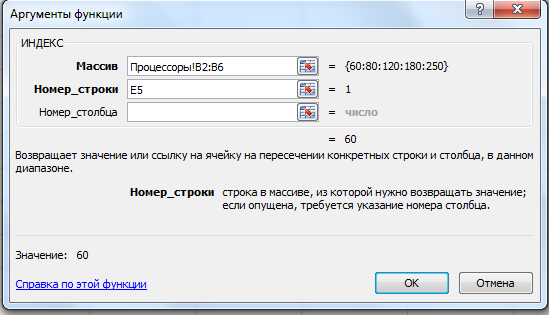 Аргументы функции
ИНДЕКС
Массив Процессоры!B2:B6 = {60:80:120:180:250}
Номер_строки E5 = 1
Номер_столбца = число
= 60
Возвращает значение или ссылку на ячейку на пересечении конкретных строки и столбца, в данном
диапазоне.
Номер_строки строка в массиве, из которой нужно возвращать значение;
если опущена, требуется указание номера столбца.
Значение: 60
Справка по этой функции
ОК
Отмена